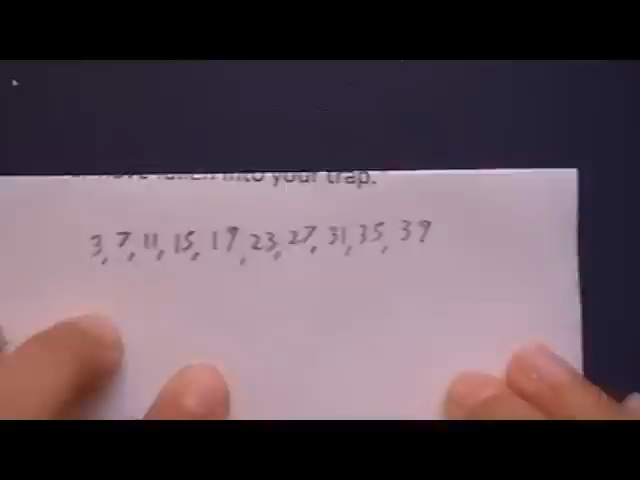 into your trap."
3, 7, 11, 15, 19, 23, 27, 31, 35, 39